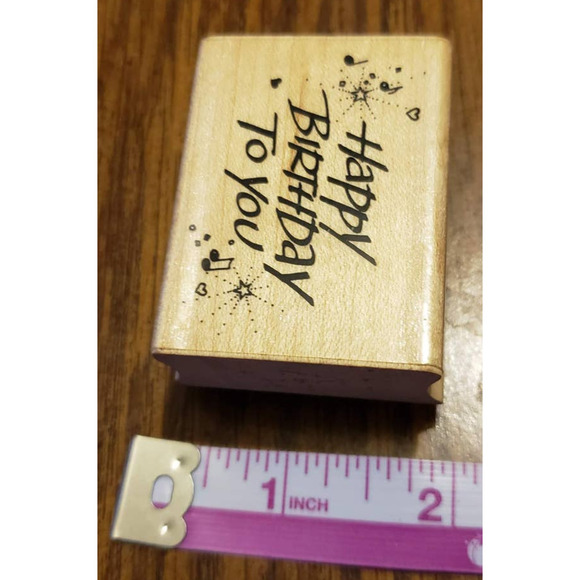 Happy
BIRTHDAY
To you
1 INCH 2